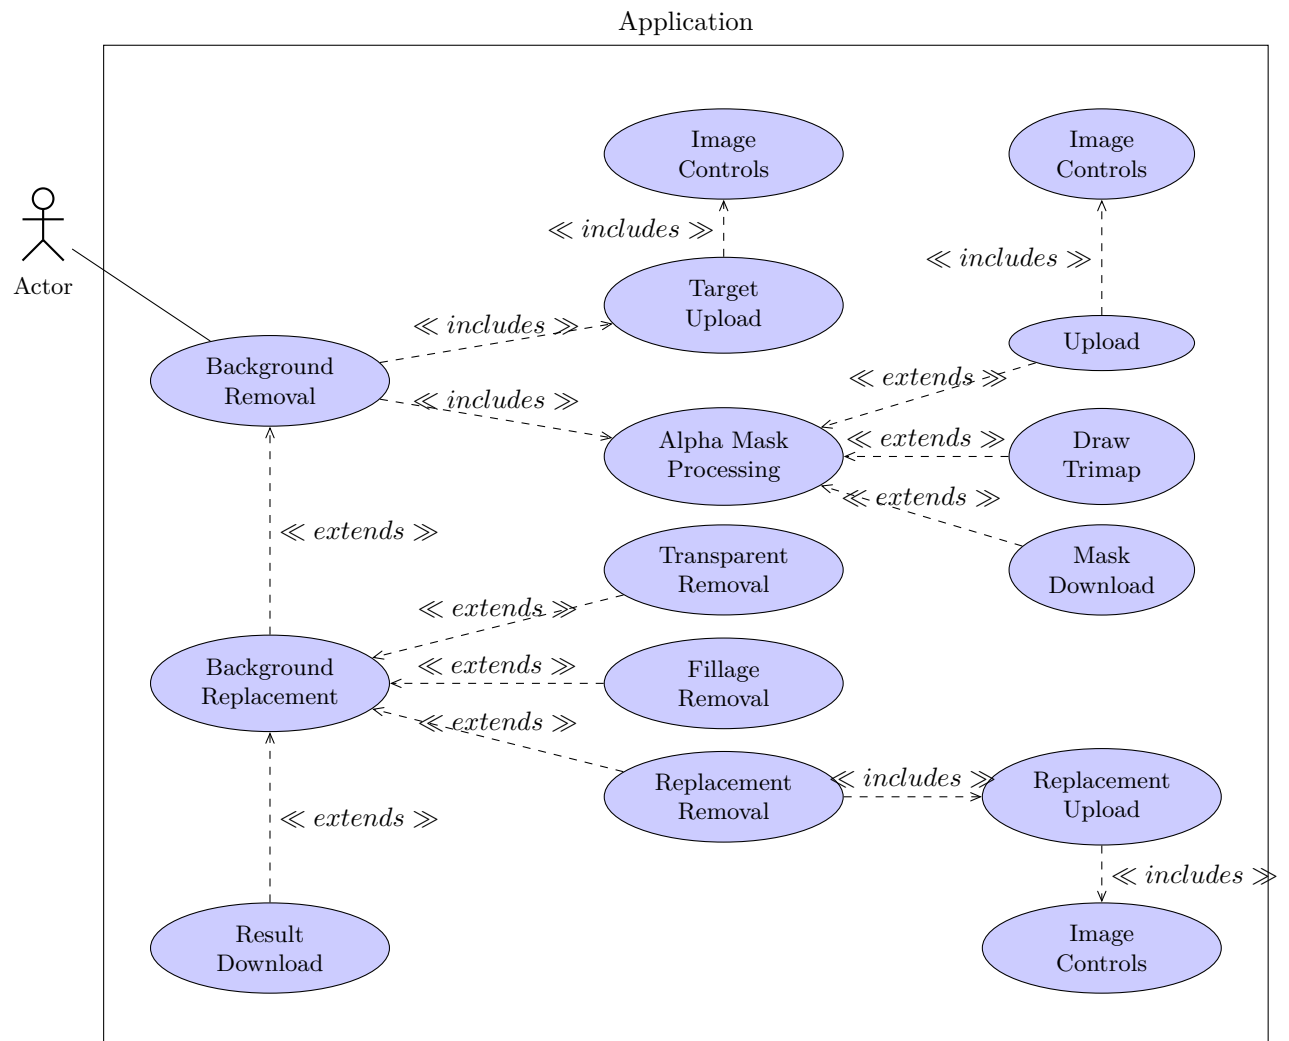 Application
Image
Controls
Image
Controls
≪ includes ≫
≪ includes ≫
Actor
Target
Upload
≪ includes ≫
Upload
Background
Removal
≪ extends ≫
≪ includes ≫
Alpha Mask
Processing
≪ extends ≫
Draw
Trimap
≪ extends ≫
≪ extends ≫
Transparent
Removal
Mask
Download
≪ extends ≫
Background
Replacement
≪ extends ≫
Fillage
Removal
≪ extends ≫
Replacement
Removal
≪ includes ≫
Replacement
Upload
≪ extends ≫
≪ includes ≫
Result
Download
Image
Controls